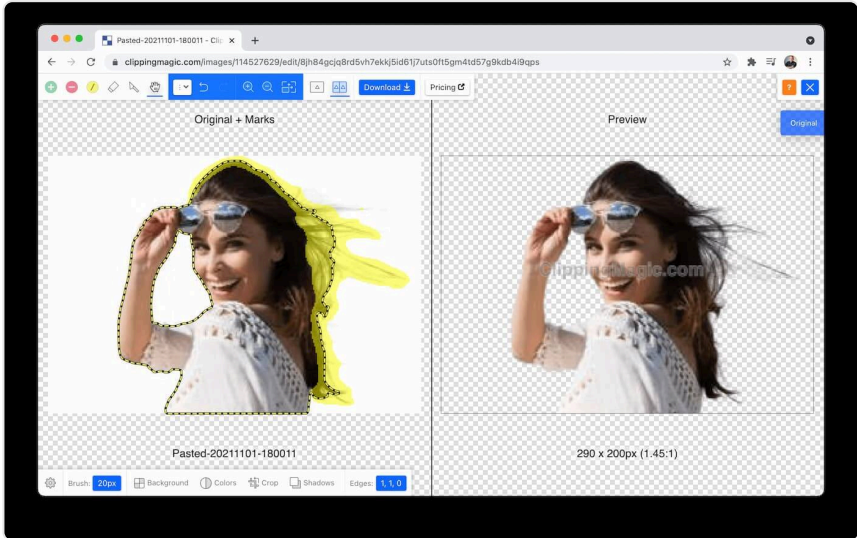 Pasted-20211101-180011 - Clip
clippingmagic.com/images/114527629/edit/8jh84gcjq8rd5vh7ekkj5id61j7uts0ft5gm4td57g9kdb4i9qps
Download
Pricing
?
Original + Marks
Preview
Original
ClippingMagic.com
Pasted-20211101-180011
290 x 200px (1.45:1)
Brush: 20px Background Colors Crop Shadows Edges: 1, 1, 0